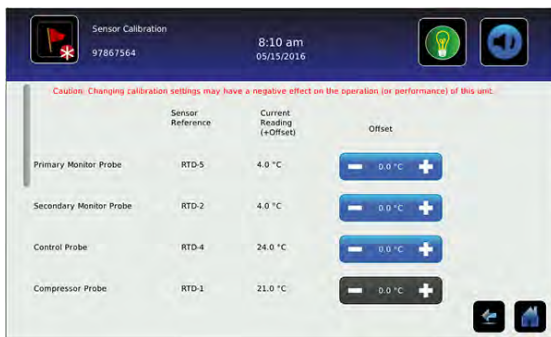 Sensor Calibration
97867564
8:10 am
05/15/2016
Caution: Changing calibration settings may have a negative effect on the operation (or performance) of this unit.
Sensor
Reference
Current
Reading
(+Offset)
Offset
Primary Monitor Probe RTD-5 4.0 °C - 0.0 °C +
Secondary Monitor Probe RTD-2 4.0 °C - 0.0 °C +
Control Probe RTD-4 24.0 °C - 0.0 °C +
Compressor Probe RTD-1 21.0 °C - 0.0 °C +